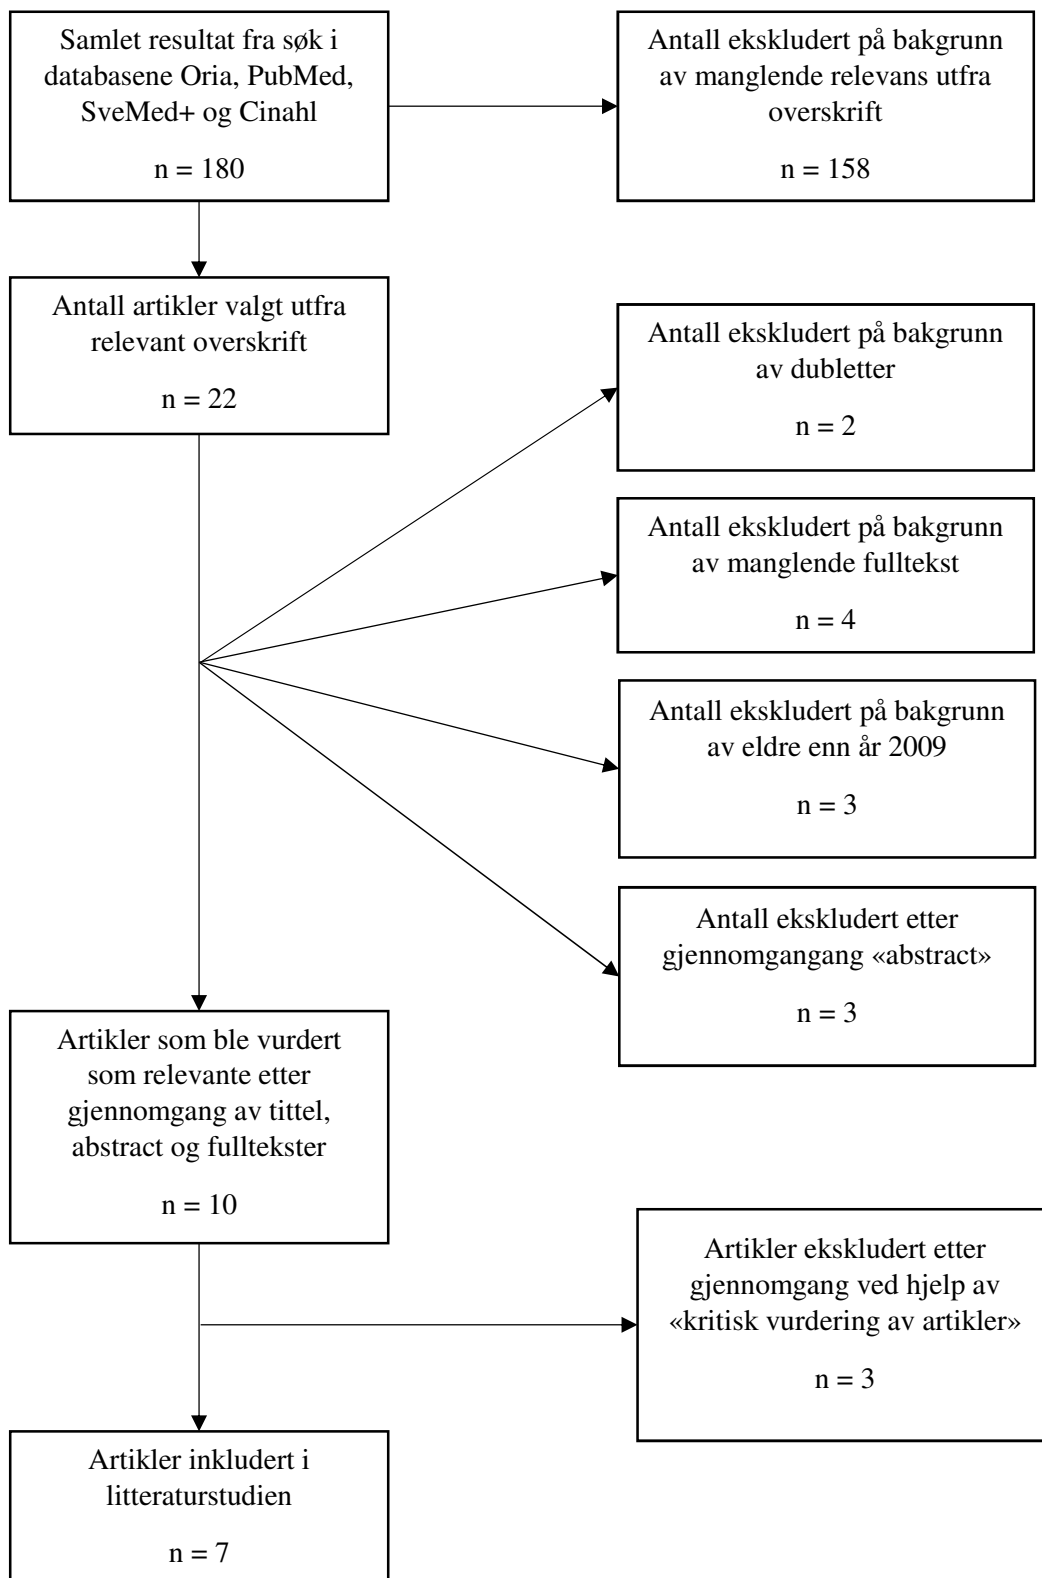 Samlet resultat fra søk i
databasene Oria, PubMed,
SveMed+ og Cinahl
n = 180
Antall ekskludert på bakgrunn
av manglende relevans utfra
overskrift
n = 158
Antall artikler valgt utfra
relevant overskrift
n = 22
Antall ekskludert på bakgrunn
av dubletter
n = 2
Antall ekskludert på bakgrunn
av manglende fulltekst
n = 4
Antall ekskludert på bakgrunn
av eldre enn år 2009
n = 3
Antall ekskludert etter
gjennomgangang «abstract»
n = 3
Artikler som ble vurdert
som relevante etter
gjennomgang av tittel,
abstract og fulltekster
n = 10
Artikler ekskludert etter
gjennomgang ved hjelp av
«kritisk vurdering av artikler»
n = 3
Artikler inkludert i
litteraturstudien
n = 7